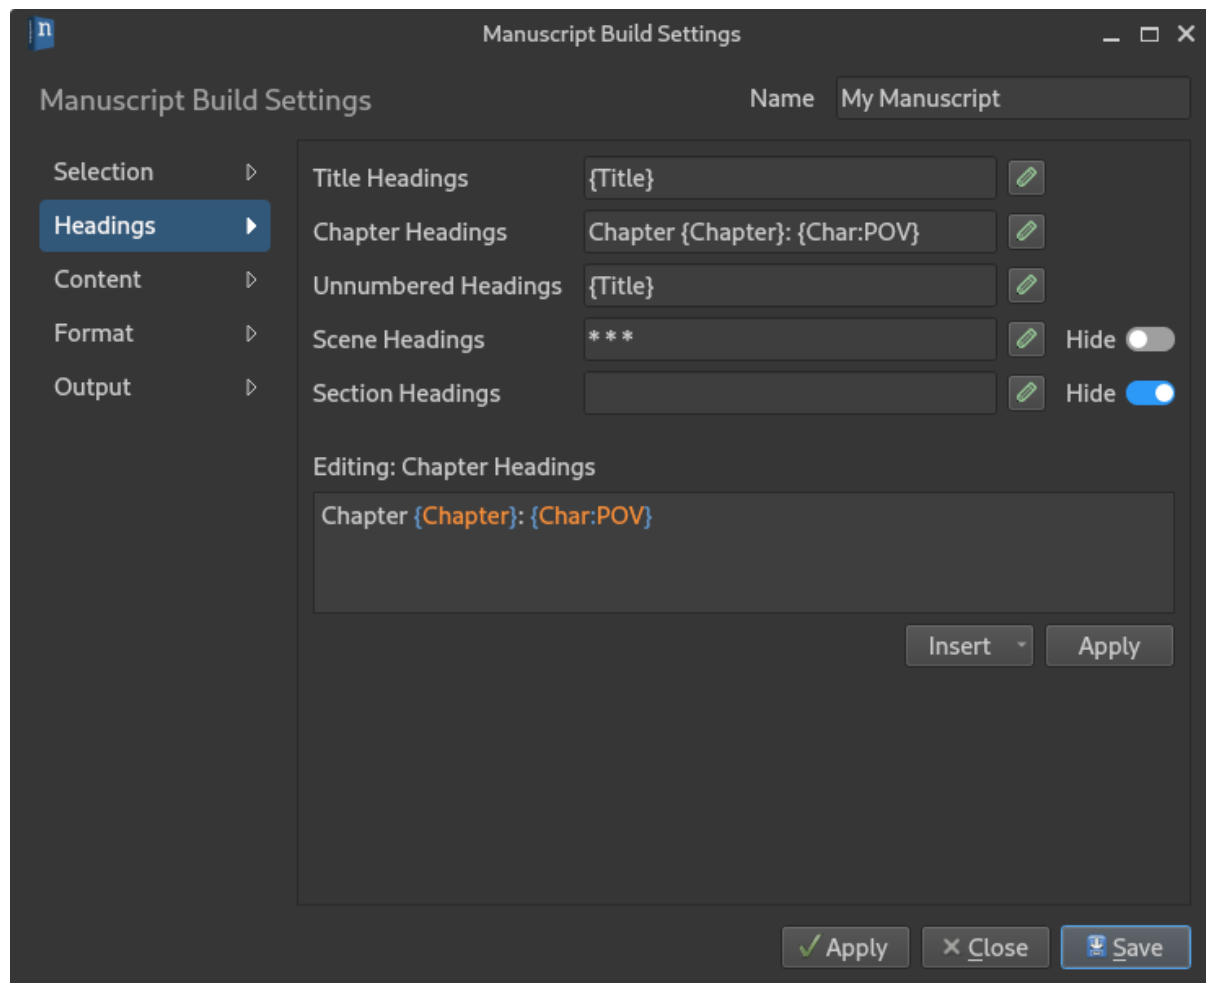 n
Manuscript Build Settings
Manuscript Build Settings
Name My Manuscript
Selection
Headings
Content
Format
Output
Title Headings {Title}
Chapter Headings Chapter {Chapter}: {Char:POV}
Unnumbered Headings {Title}
Scene Headings * * * Hide
Section Headings Hide
Editing: Chapter Headings
Chapter {Chapter}: {Char:POV}
Insert Apply
Apply Close Save